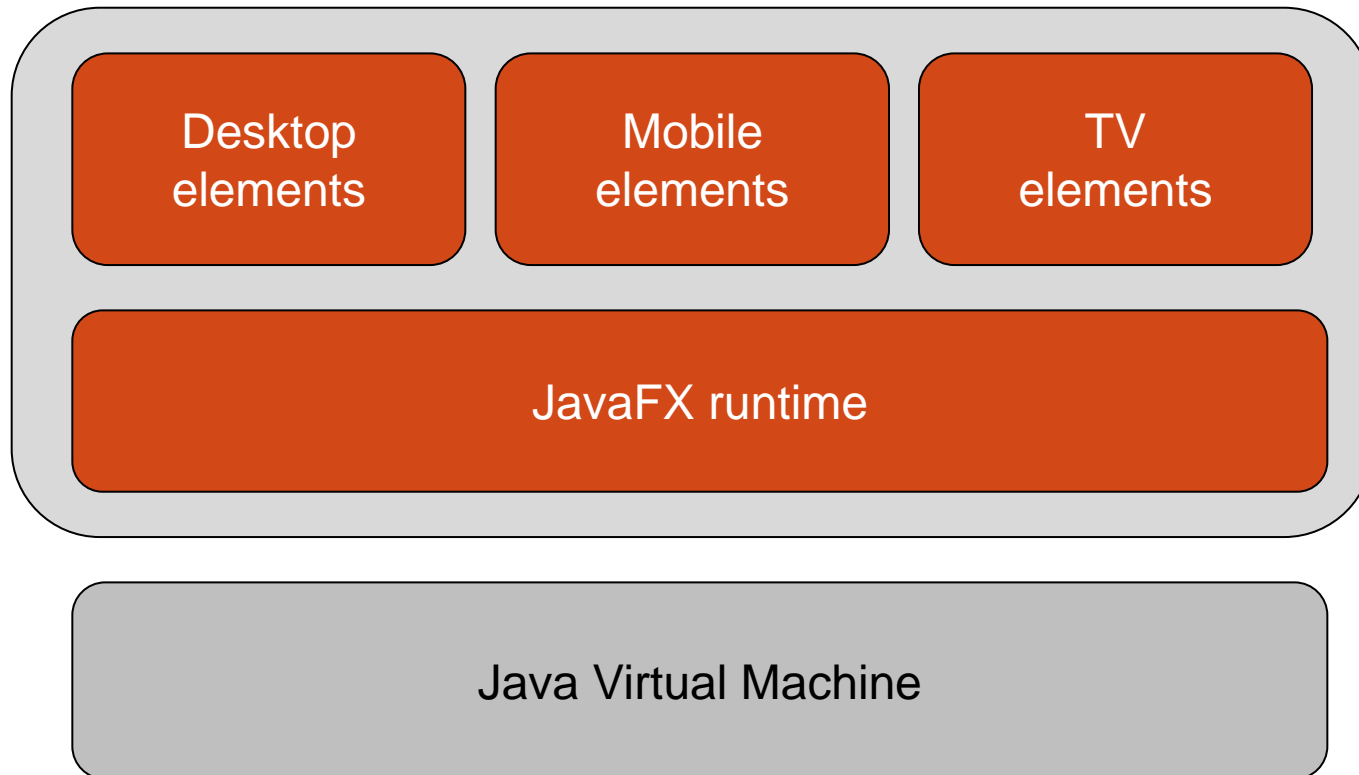 Desktop
elements
Mobile
elements
TV
elements
JavaFX runtime
Java Virtual Machine